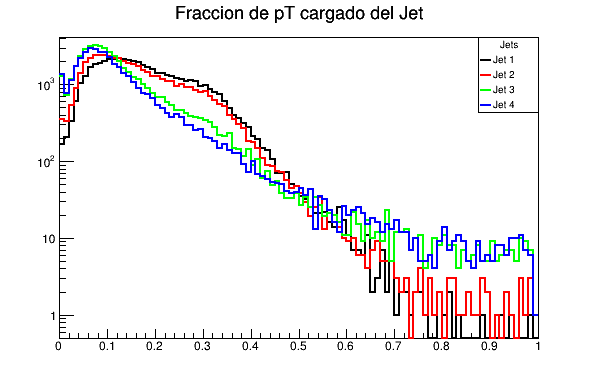 Fraccion de pT cargado del Jet
Jets
Jet 1
Jet 2
Jet 3
Jet 4
10³
10²
10
1
0 0.1 0.2 0.3 0.4 0.5 0.6 0.7 0.8 0.9 1